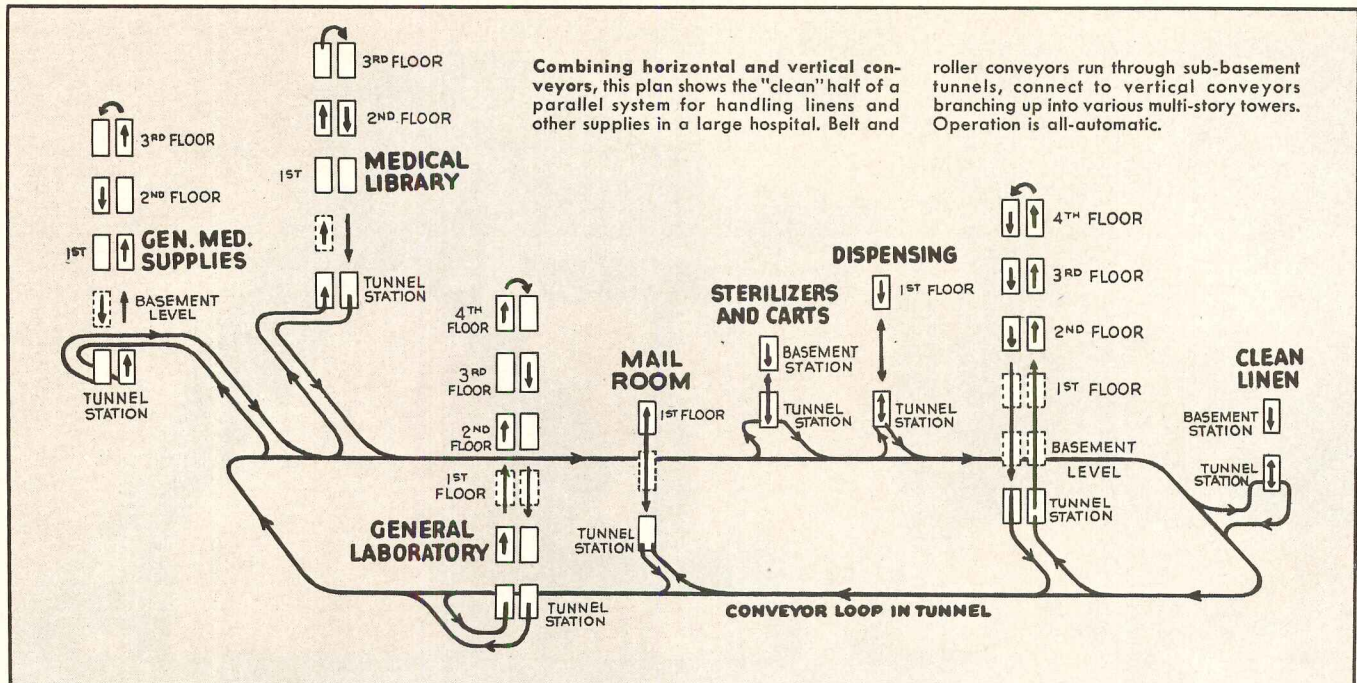 Combining horizontal and vertical con-
veyors, this plan shows the "clean" half of a
parallel system for handling linens and
other supplies in a large hospital. Belt and
roller conveyors run through sub-basement
tunnels, connect to vertical conveyors
branching up into various multi-story towers.
Operation is all-automatic.
3RD FLOOR
2ND FLOOR
1ST
GEN. MED.
SUPPLIES
BASEMENT
LEVEL
TUNNEL
STATION
3RD FLOOR
2ND FLOOR
1ST
MEDICAL
LIBRARY
TUNNEL
STATION
4TH
FLOOR
3RD
FLOOR
2ND
FLOOR
1ST
FLOOR
GENERAL
LABORATORY
TUNNEL
STATION
MAIL
ROOM
1ST FLOOR
TUNNEL
STATION
STERILIZERS
AND CARTS
BASEMENT
STATION
TUNNEL
STATION
DISPENSING
1ST FLOOR
TUNNEL
STATION
4TH FLOOR
3RD FLOOR
2ND FLOOR
1ST FLOOR
BASEMENT
LEVEL
TUNNEL
STATION
CLEAN
LINEN
BASEMENT
STATION
TUNNEL
STATION
CONVEYOR LOOP IN TUNNEL